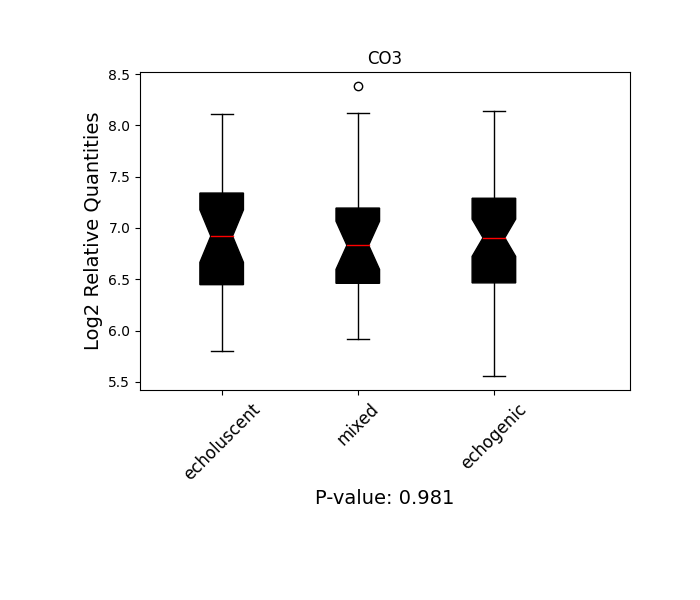 CO3
Log2 Relative Quantities
8.5
8.0
7.5
7.0
6.5
6.0
5.5
echoluscent
mixed
echogenic
P-value: 0.981